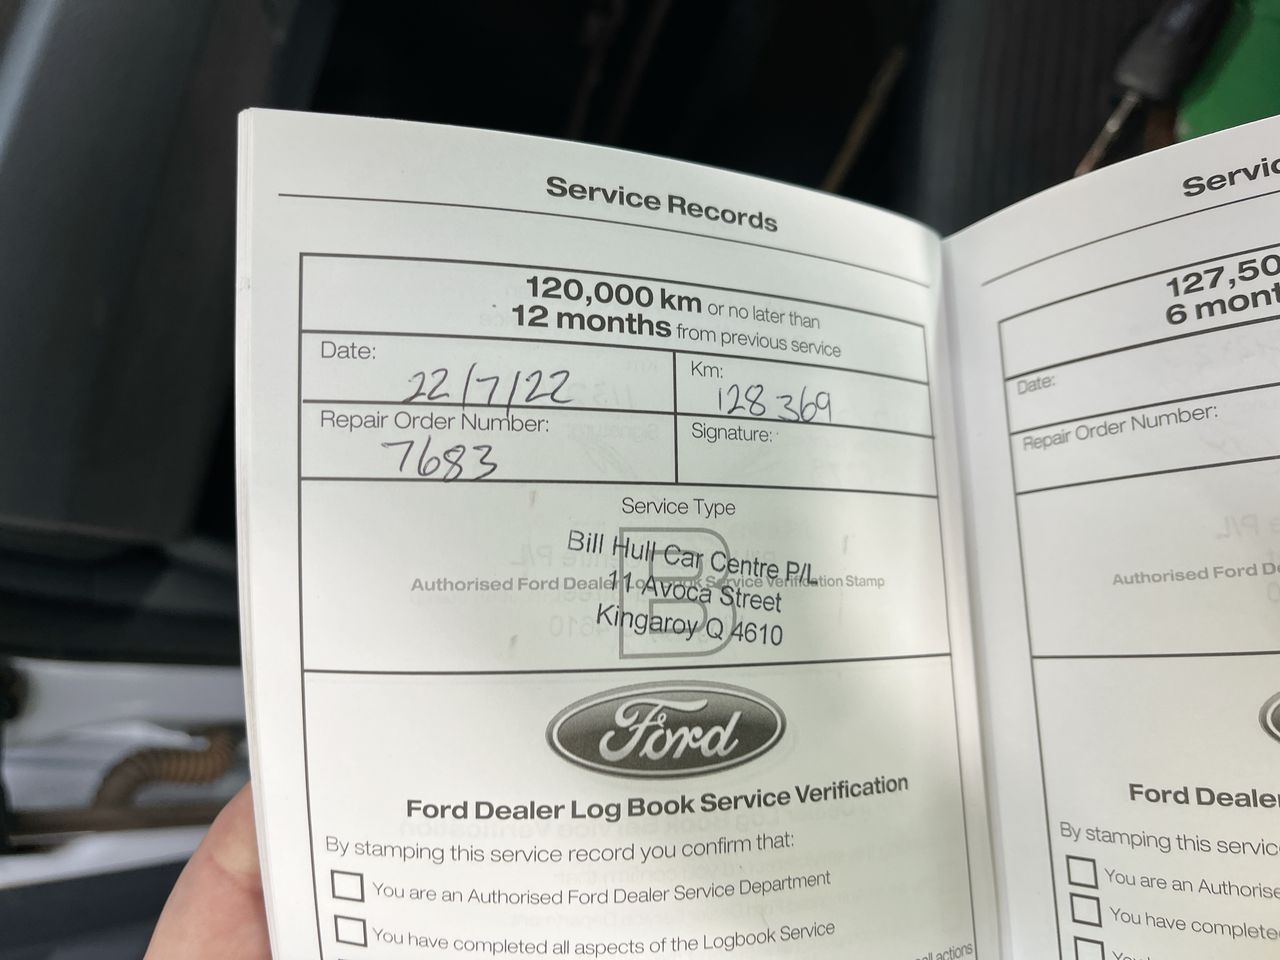 Service Records
120,000 km or no later than
12 months from previous service
Date:
22/7/22
Km:
128 369
Repair Order Number:
7683
Signature:
Service Type
B
Authorised Ford Dealer Logbook Service Verification Stamp
Bill Hull Car Centre P/L
11 Avoca Street
Kingaroy Q 4610
Ford
Ford Dealer Log Book Service Verification
By stamping this service record you confirm that:
You are an Authorised Ford Dealer Service Department
You have completed all aspects of the Logbook Service
actions
Servic
127,50
6 mont
Date:
Repair Order Number:
Authorised Ford De
Ford Dealer
By stamping this servic
You are an Authorise
You have complete
You